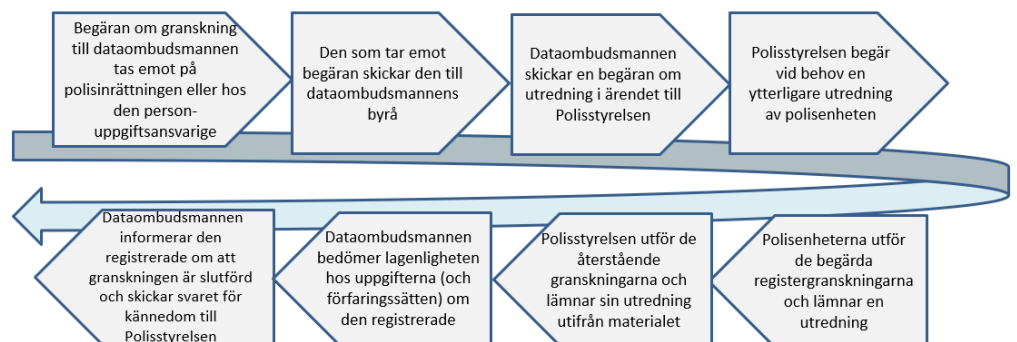 Begäran om granskning
till dataombudsmannen
tas emot på
polisinrättningen eller hos
den person-
uppgiftsansvarige
Den som tar emot
begäran skickar den till
dataombudsmannens
byrå
Dataombudsmannen
skickar en begäran om
utredning i ärendet till
Polisstyrelsen
Polisstyrelsen begär
vid behov en
ytterligare utredning
av polisenheten
Polisenheterna utför
de begärda
registergranskningarna
och lämnar en
utredning
Polisstyrelsen utför de
återstående
granskningarna och
lämnar sin utredning
utifrån materialet
Dataombudsmannen
bedömer lagenligheten
hos uppgifterna (och
förfaringssätten) om
den registrerade
Dataombudsmannen
informerar den
registrerade om att
granskningen är slutförd
och skickar svaret för
kännedom till
Polisstyrelsen